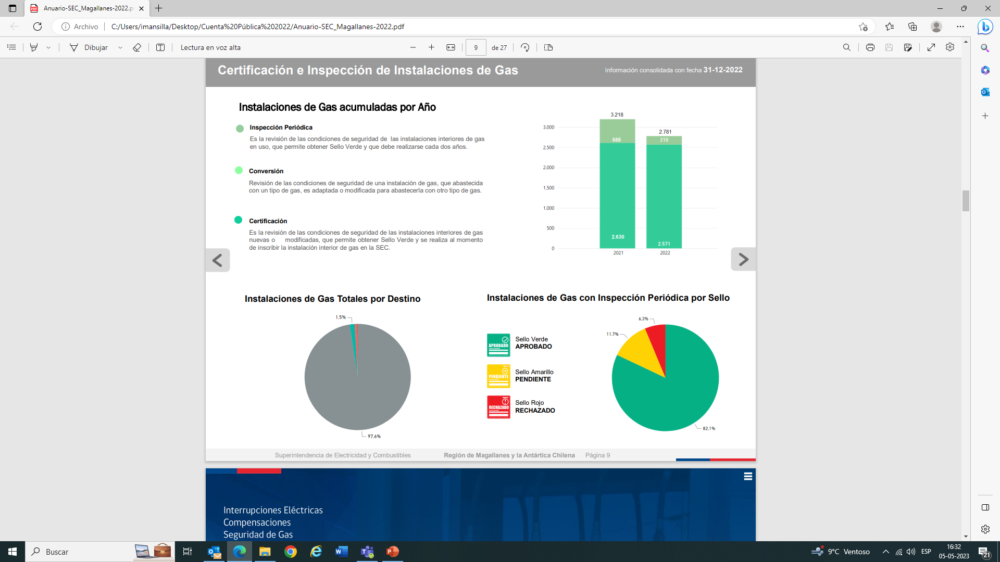 Anuario-SEC_Magallanes-2022.p
Archivo
C:/Users/imansilla/Desktop/Cuenta%20Pública%202022/Anuario-SEC_Magallanes-2022.pdf
Dibujar
Lectura en voz alta
9
de 27
Certificación e Inspección de Instalaciones de Gas
Información consolidada con fecha 31-12-2022
Instalaciones de Gas acumuladas por Año
Inspección Periódica
Es la revisión de las condiciones de seguridad de las instalaciones interiores de gas
en uso, que permite obtener Sello Verde y que debe realizarse cada dos años.
Conversión
Revisión de las condiciones de seguridad de una instalación de gas, que abastecida
con un tipo de gas, es adaptada o modificada para abastecerla con otro tipo de gas.
Certificación
Es la revisión de las condiciones de seguridad de las instalaciones interiores de gas
nuevas o modificadas, que permite obtener Sello Verde y se realiza al momento
de inscribir la instalación interior de gas en la SEC.
3.218
2.781
3.000
2.500
2.000
1.500
1.000
500
0
588
210
2.630
2.571
2021
2022
Instalaciones de Gas Totales por Destino
1.5%
97,6%
Instalaciones de Gas con Inspección Periódica por Sello
APROBADO
Sello Verde
APROBADO
PENDIENTE
Sello Amarillo
PENDIENTE
RECHAZADO
Sello Rojo
RECHAZADO
6,3%
11,7%
82,1%
Superintendencia de Electricidad y Combustibles
Región de Magallanes y la Antártica Chilena
Página 9
Interrupciones Eléctricas
Compensaciones
Seguridad de Gas
Buscar
9°C Ventoso
ESP
16:32
05-05-2023
21